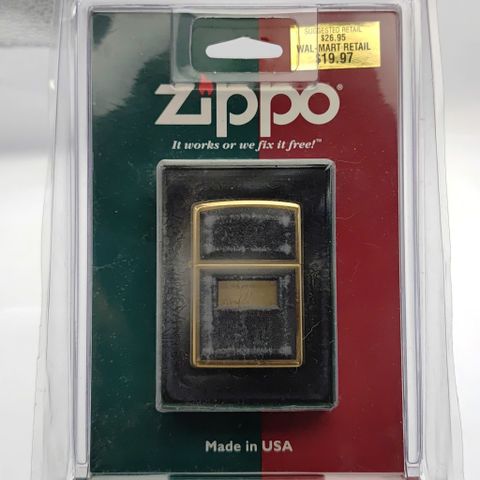 SUGGESTED RETAIL
$26.95
WAL-MART RETAIL
$19.97
zippo®
It works or we fix it free!™
Made in USA